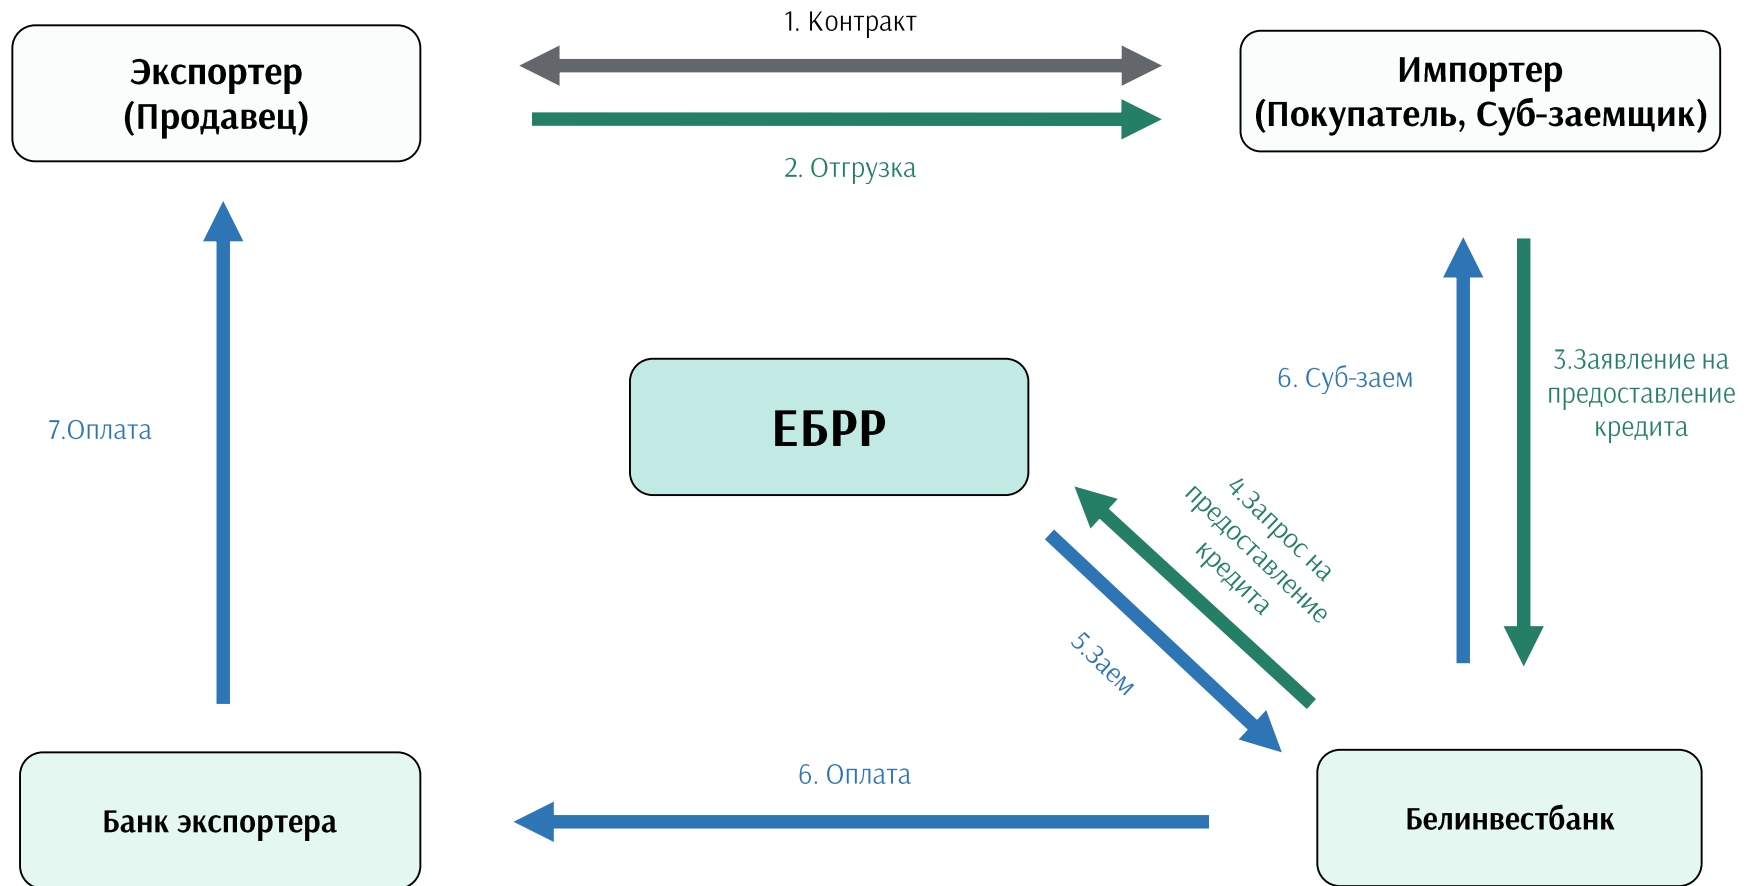 1. Контракт
Экспортер
(Продавец)
Импортер
(Покупатель, Суб-заемщик)
2. Отгрузка
6. Суб-заем
3.Заявление на
предоставление
кредита
ЕБРР
7.Оплата
4.Запрос на
предоставление
кредита
5.Заем
6. Оплата
Банк экспортера
Белинвестбанк